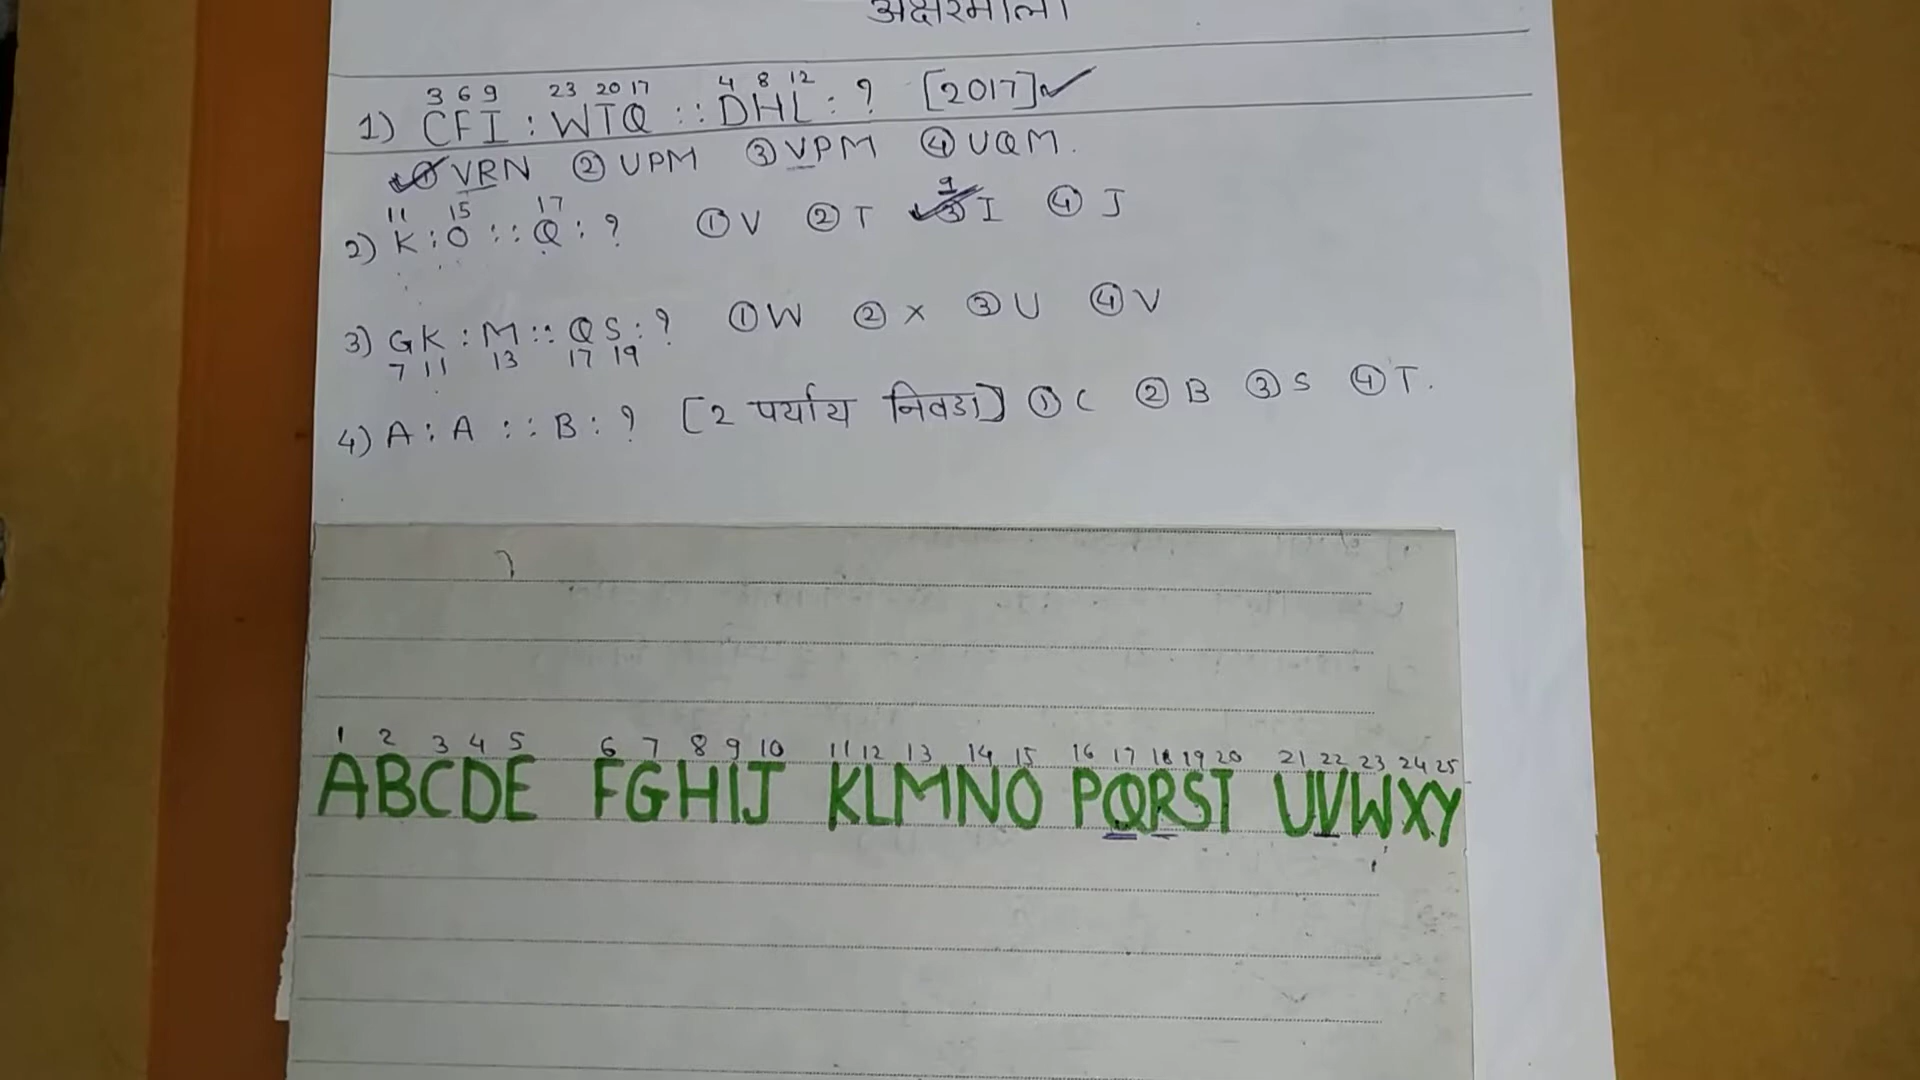 अक्षरमाला
3 6 9 23 20 17 4 8 12
1) CFI : WTQ :: DHL : ? [2017]
① VRN ② UPM ③ VPM ④ UQM.
11 15 17 9
2) K : O :: Q : ? ① V ② T ③ I ④ J
3) GK : M :: QS : ? ① W ② X ③ U ④ V
7 11 13 17 19
4) A : A :: B : ? [2 पर्याय निवडा] ① C ② B ③ S ④ T.
1 2 3 4 5 6 7 8 9 10 11 12 13 14 15 16 17 18 19 20 21 22 23 24 25
ABCDE FGHIJ KLMNO PQRST UVWXY